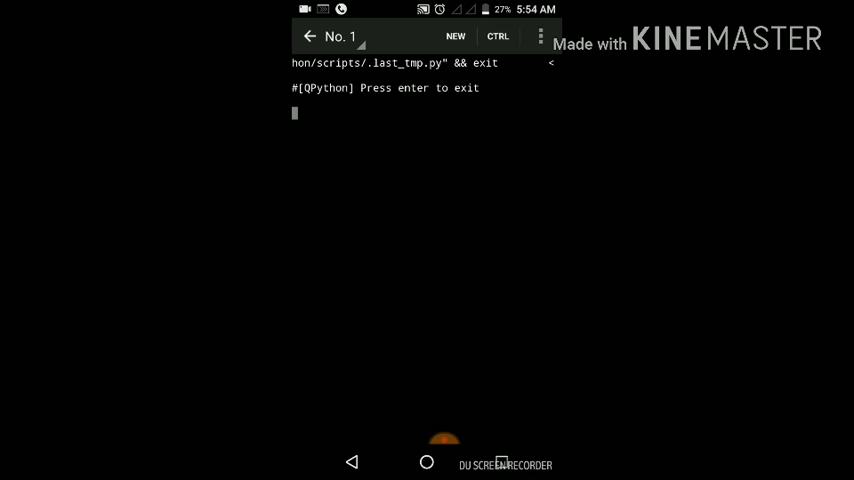 27% 5:54 AM
No. 1 NEW CTRL
Made with KINEMASTER
hon/scripts/.last_tmp.py" && exit <
#[QPython] Press enter to exit
DU SCREEN RECORDER